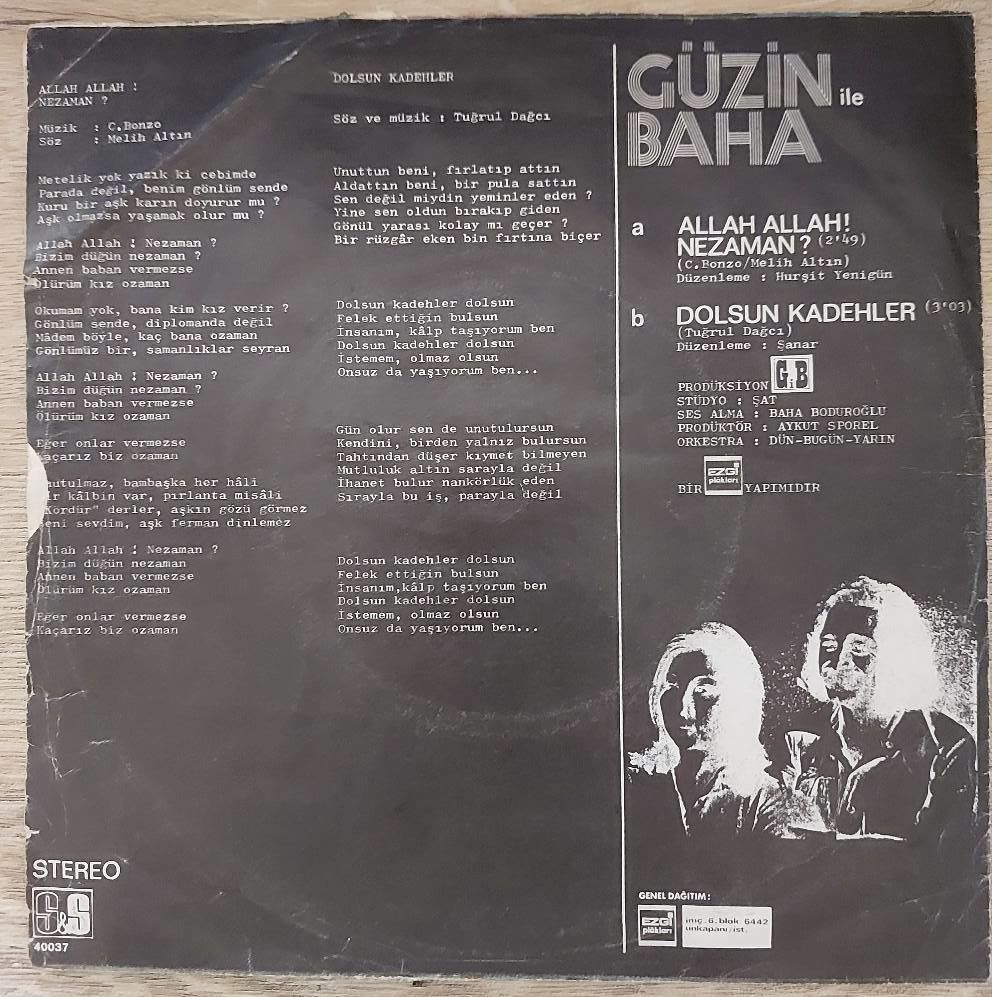 ALLAH ALLAH !
NEZAMAN ?
Müzik : C.Bonzo
Söz : Melih Altın
Metelik yok yazık ki cebimde
Parada değil, benim gönlüm sende
Kuru bir aşk karın doyurur mu ?
Aşk olmazsa yaşamak olur mu ?
Allah Allah ! Nezaman ?
Bizim düğün nezaman ?
Annen baban vermezse
Ölürüm kız ozaman
Okumam yok, bana kim kız verir ?
Gönlüm sende, diplomanda değil
Mâdem böyle, kaç bana ozaman
Gönlümüz bir, samanlıklar seyran
Allah Allah ! Nezaman ?
Bizim düğün nezaman ?
Annen baban vermezse
Ölürüm kız ozaman
Eğer onlar vermezse
Kaçarız biz ozaman
nutulmaz, bambaşka her hâli
ir kâlbin var, pırlanta misâli
"Kördür" derler, aşkın gözü görmez
Seni sevdim, aşk ferman dinlemez
Allah Allah ! Nezaman ?
Bizim düğün nezaman
Annen baban vermezse
Ölürüm kız ozaman
Eğer onlar vermezse
Kaçarız biz ozaman
STEREO
S&S
40037
DOLSUN KADEHLER
Söz ve müzik : Tuğrul Dağcı
Unuttun beni, fırlatıp attın
Aldattın beni, bir pula sattın
Sen değil miydin yeminler eden ?
Yine sen oldun bırakıp giden
Gönül yarası kolay mı geçer ?
Bir rüzgâr eken bin fırtına biçer
Dolsun kadehler dolsun
Felek ettiğin bulsun
İnsanım, kâlp taşıyorum ben
Dolsun kadehler dolsun
İstemem, olmaz olsun
Onsuz da yaşıyorum ben...
Gün olur sen de unutulursun
Kendini, birden yalnız bulursun
Tahtından düşer kıymet bilmeyen
Mutluluk altın sarayla değil
İhanet bulur nankörlük eden
Sırayla bu iş, parayla değil
Dolsun kadehler dolsun
Felek ettiğin bulsun
İnsanım,kâlp taşıyorum ben
Dolsun kadehler dolsun
İstemem, olmaz olsun
Onsuz da yaşıyorum ben...
GÜZİN ile
BAHA
a ALLAH ALLAH!
NEZAMAN ? (2'49)
(C.Bonzo/Melih Altın)
Düzenleme : Hurşit Yenigün
b DOLSUN KADEHLER (3'03)
(Tuğrul Dağcı)
Düzenleme : Şanar
PRODÜKSİYON G.B
STÜDYO : ŞAT
SES ALMA : BAHA BODUROĞLU
PRODÜKTÖR : AYKUT SPOREL
ORKESTRA : DÜN-BUGÜN-YARIN
BİR EZGİ plâkları YAPIMIDIR
GENEL DAĞITIM :
EZGİ plâkları
imç. 6. blok 6442
unkapanı/ist.